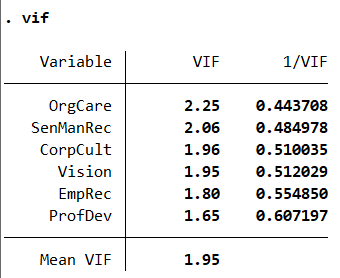 . vif
Variable VIF 1/VIF
OrgCare 2.25 0.443708
SenManRec 2.06 0.484978
CorpCult 1.96 0.510035
Vision 1.95 0.512029
EmpRec 1.80 0.554850
ProfDev 1.65 0.607197
Mean VIF 1.95